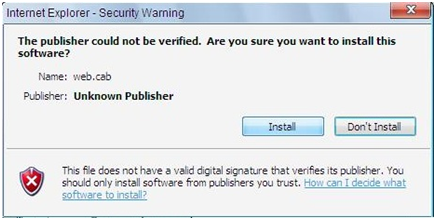 Internet Explorer - Security Warning
The publisher could not be verified. Are you sure you want to install this
software?
Name: web.cab
Publisher: Unknown Publisher
Install Don't Install
This file does not have a valid digital signature that verifies its publisher. You
should only install software from publishers you trust. How can I decide what
software to install?